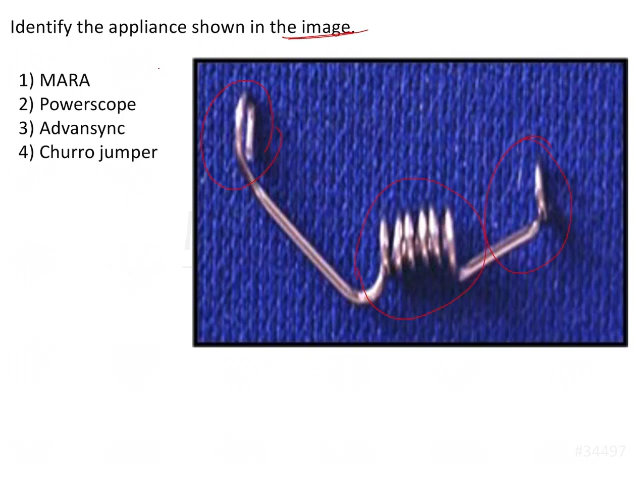 Identify the appliance shown in the image.
1) MARA
2) Powerscope
3) Advansync
4) Churro jumper
#34497